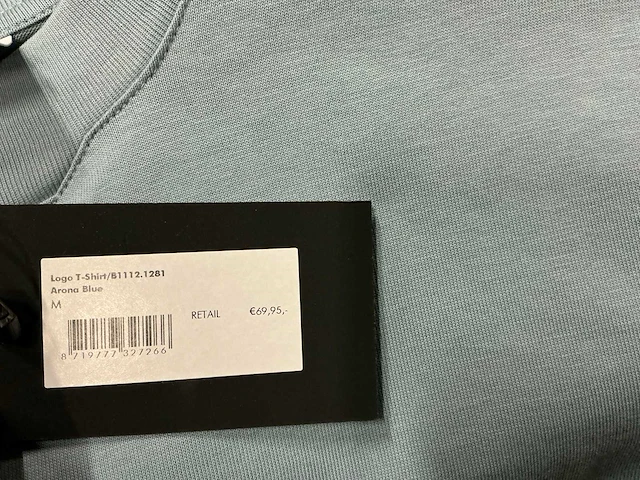 Logo T-Shirt/B1112.1281
Arona Blue
M
RETAIL €69,95,-
8 719777 327266